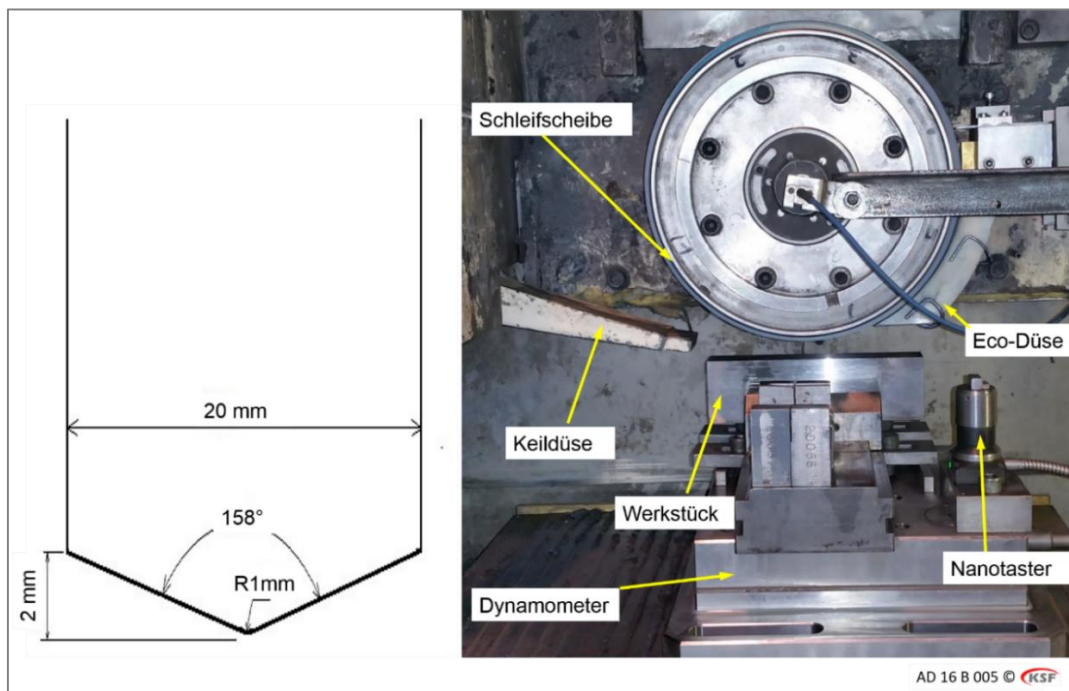 20 mm
158°
R1mm
2 mm
Schleifscheibe
Eco-Düse
Keildüse
Werkstück
Nanotaster
Dynamometer
AD 16 B 005 © KSF